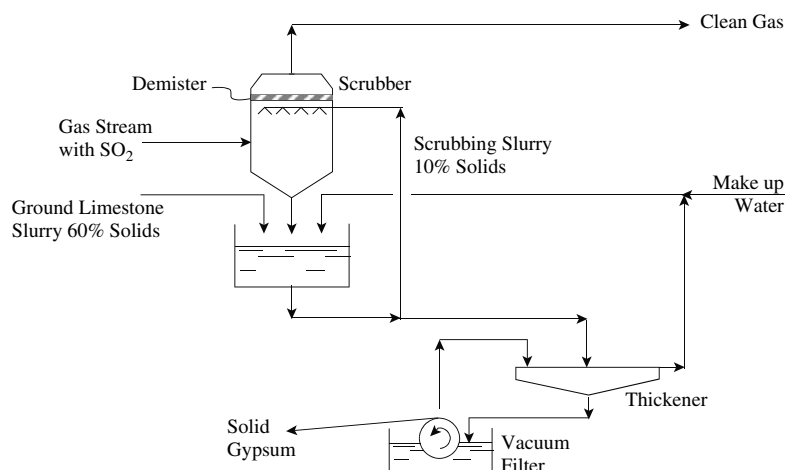 Clean Gas
Demister
Scrubber
Gas Stream
with SO2
Scrubbing Slurry
10% Solids
Make up
Water
Ground Limestone
Slurry 60% Solids
Thickener
Solid
Gypsum
Vacuum
Filter